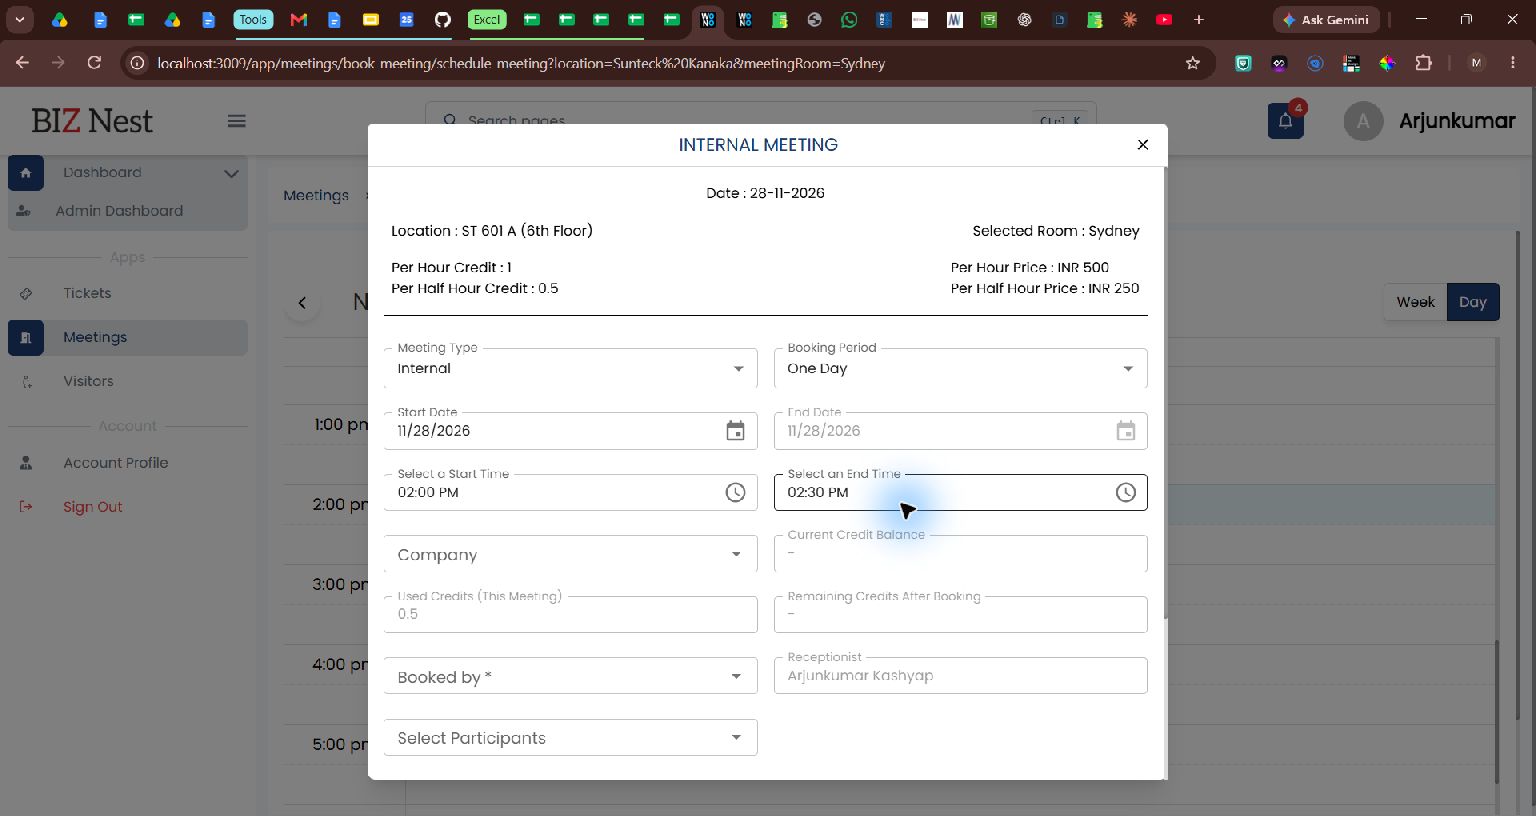 Tools
Excel
Ask Gemini
localhost:3009/app/meetings/book-meeting/schedule-meeting?location=Sunteck%20Kanaka&meetingRoom=Sydney
M
BIZ Nest
Search pages
Ctrl K
4
A
Arjunkumar
Dashboard
Admin Dashboard
Apps
Tickets
Meetings
Visitors
Account
Account Profile
Sign Out
Meetings
N
Week
Day
1:00 pm
2:00 pm
3:00 pm
4:00 pm
5:00 pm
INTERNAL MEETING
Date : 28-11-2026
Location : ST 601 A (6th Floor)
Selected Room : Sydney
Per Hour Credit : 1
Per Hour Price : INR 500
Per Half Hour Credit : 0.5
Per Half Hour Price : INR 250
Meeting Type
Internal
Booking Period
One Day
Start Date
11/28/2026
End Date
11/28/2026
Select a Start Time
02:00 PM
Select an End Time
02:30 PM
Company
Current Credit Balance
-
Used Credits (This Meeting)
0.5
Remaining Credits After Booking
-
Booked by *
Receptionist
Arjunkumar Kashyap
Select Participants